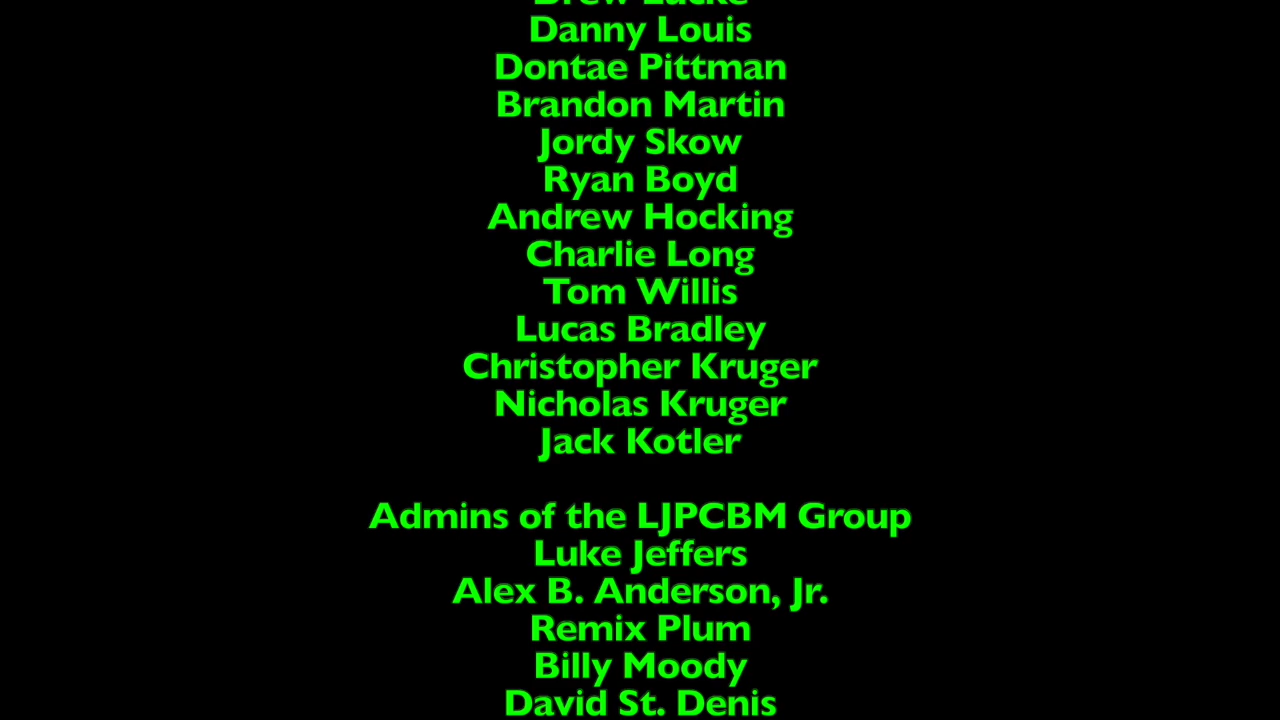 Drew Lucke
Danny Louis
Dontae Pittman
Brandon Martin
Jordy Skow
Ryan Boyd
Andrew Hocking
Charlie Long
Tom Willis
Lucas Bradley
Christopher Kruger
Nicholas Kruger
Jack Kotler
Admins of the LJPCBM Group
Luke Jeffers
Alex B. Anderson, Jr.
Remix Plum
Billy Moody
David St. Denis